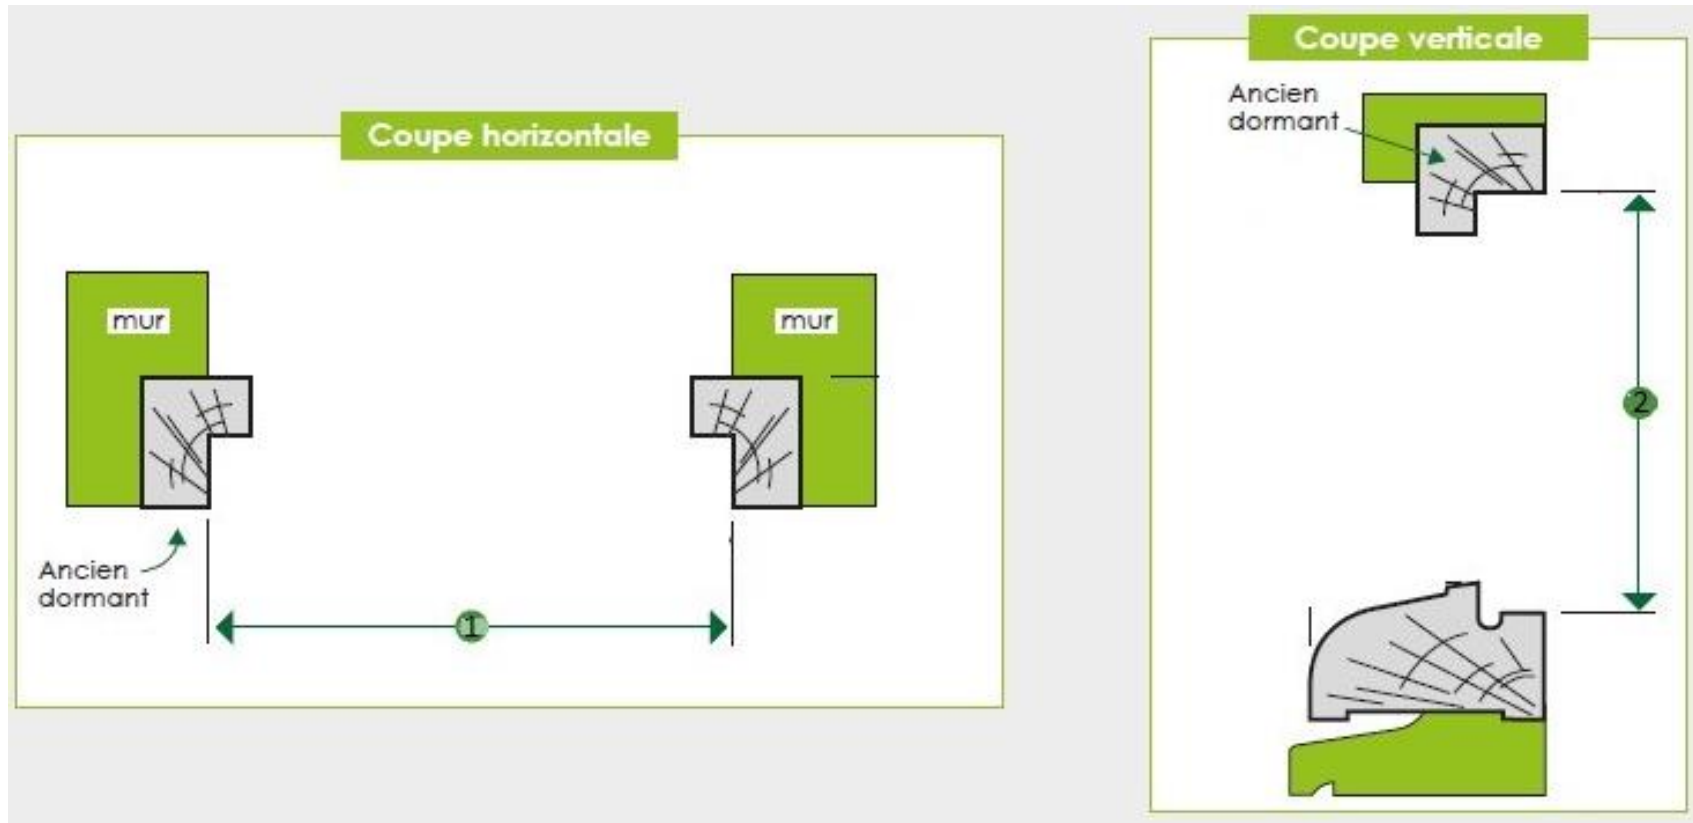 Coupe horizontale
mur
mur
Ancien
dormant
1
Coupe verticale
Ancien
dormant
2